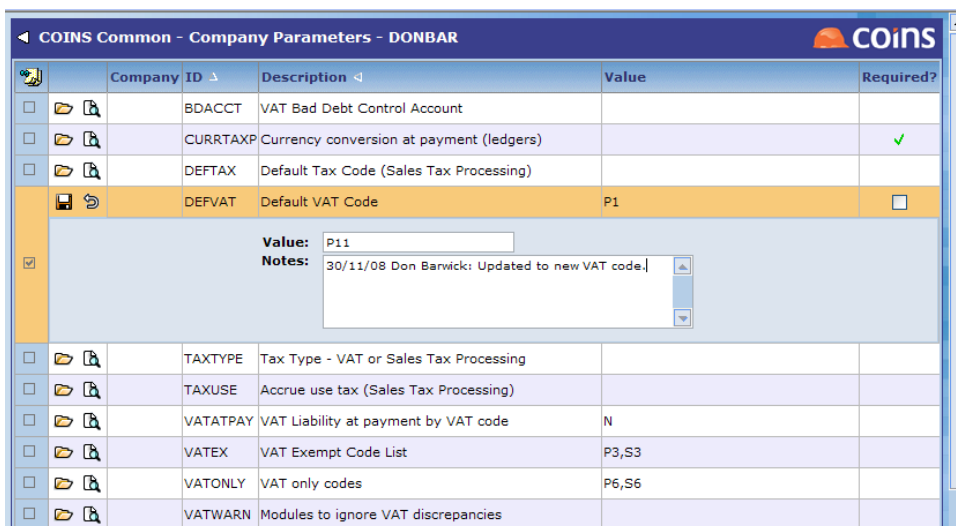 COINS Common - Company Parameters - DONBAR
coins
Company ID Description Value Required?
BDACCT VAT Bad Debt Control Account
CURRTAXP Currency conversion at payment (ledgers)
DEFTAX Default Tax Code (Sales Tax Processing)
DEFVAT Default VAT Code P1
Value: P11
Notes: 30/11/08 Don Barwick: Updated to new VAT code.
TAXTYPE Tax Type - VAT or Sales Tax Processing
TAXUSE Accrue use tax (Sales Tax Processing)
VATATPAY VAT Liability at payment by VAT code N
VATEX VAT Exempt Code List P3,S3
VATONLY VAT only codes P6,S6
VATWARN Modules to ignore VAT discrepancies